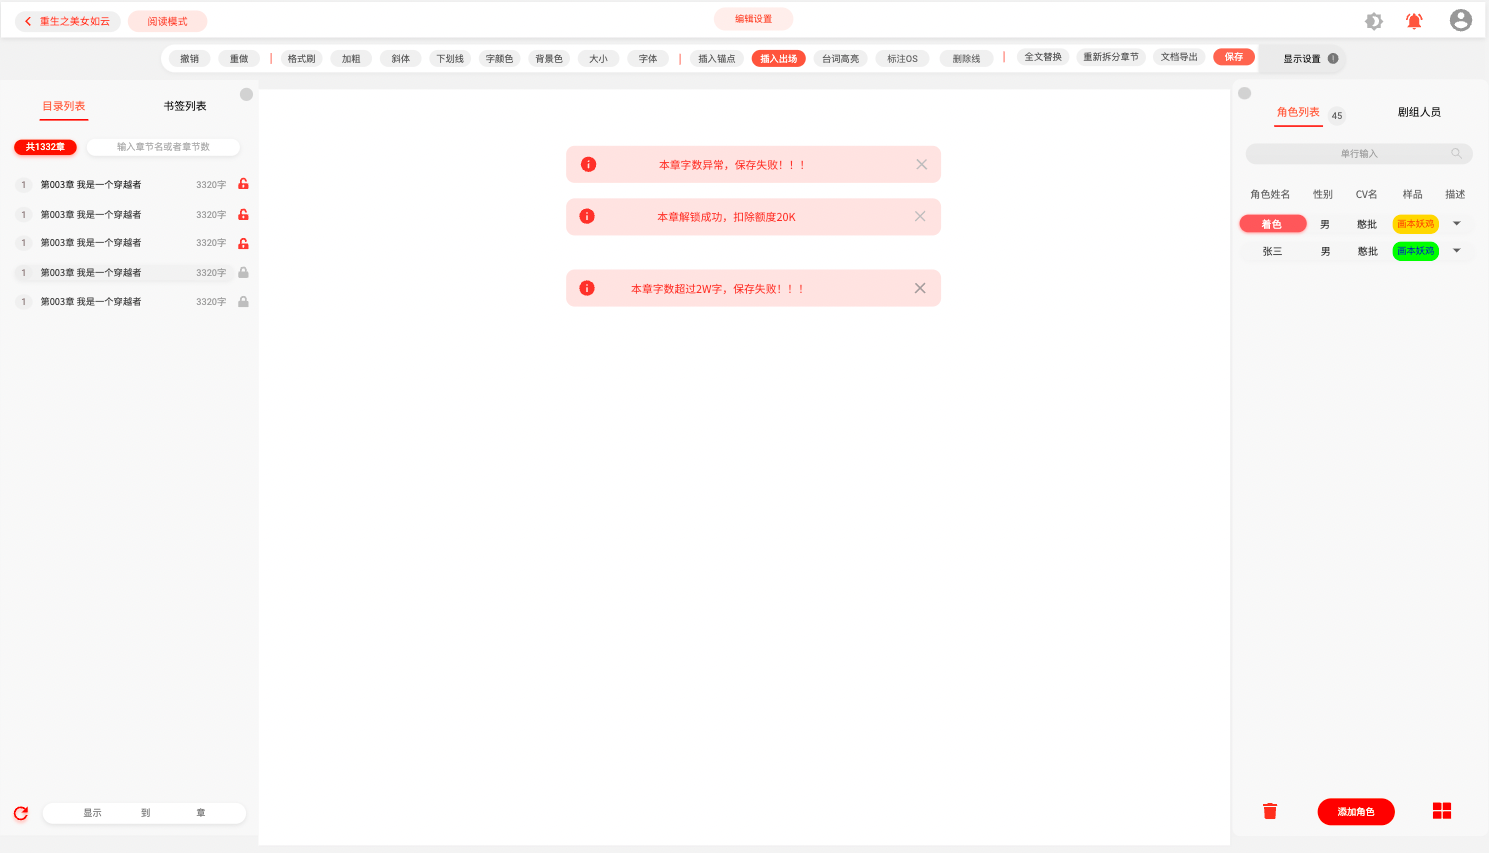 重生之美女如云
阅读模式
编辑设置
撤销 重做 | 格式刷 加粗 斜体 下划线 字颜色 背景色 大小 字体 | 插入锚点 插入出场 台词高亮 标注OS 删除线 | 全文替换 重新拆分章节 文档导出 保存 显示设置
目录列表 书签列表
共1332章 输入章节名或者章节数
1 第003章 我是一个穿越者 3320字
1 第003章 我是一个穿越者 3320字
1 第003章 我是一个穿越者 3320字
1 第003章 我是一个穿越者 3320字
1 第003章 我是一个穿越者 3320字
显示 到 章
本章字数异常，保存失败！！！
本章解锁成功，扣除额度20K
本章字数超过2W字，保存失败！！！
角色列表 45 剧组人员
单行输入
角色姓名 性别 CV名 样品 描述
着色 男 憨批 画本妖鸡
张三 男 憨批 画本妖鸡
添加角色